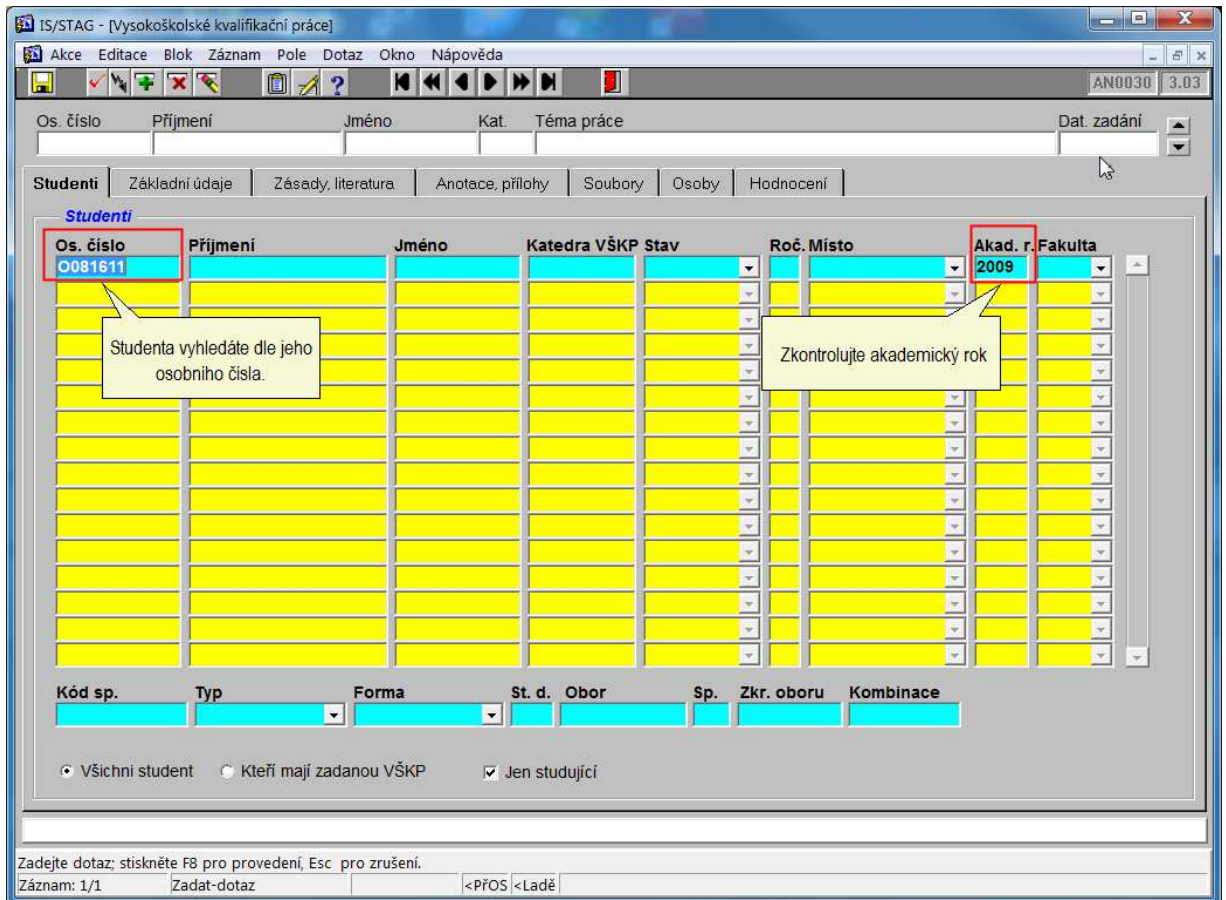 IS/STAG - [Vysokoškolské kvalifikační práce]
Akce Editace Blok Záznam Pole Dotaz Okno Nápověda
AN0030 3.03
Os. číslo Příjmení Jméno Kat. Téma práce Dat. zadání
Studenti Základní údaje Zásady, literatura Anotace, přílohy Soubory Osoby Hodnocení
Studenti
Os. číslo Příjmení Jméno Katedra VŠKP Stav Roč. Místo Akad. r. Fakulta
O081611 2009
Studenta vyhledáte dle jeho
osobního čísla.
Zkontrolujte akademický rok
Kód sp. Typ Forma St. d. Obor Sp. Zkr. oboru Kombinace
Všichni student Kteří mají zadanou VŠKP Jen studující
Zadejte dotaz; stiskněte F8 pro provedení, Esc pro zrušení.
Záznam: 1/1 Zadat-dotaz <PřOS <Ladě